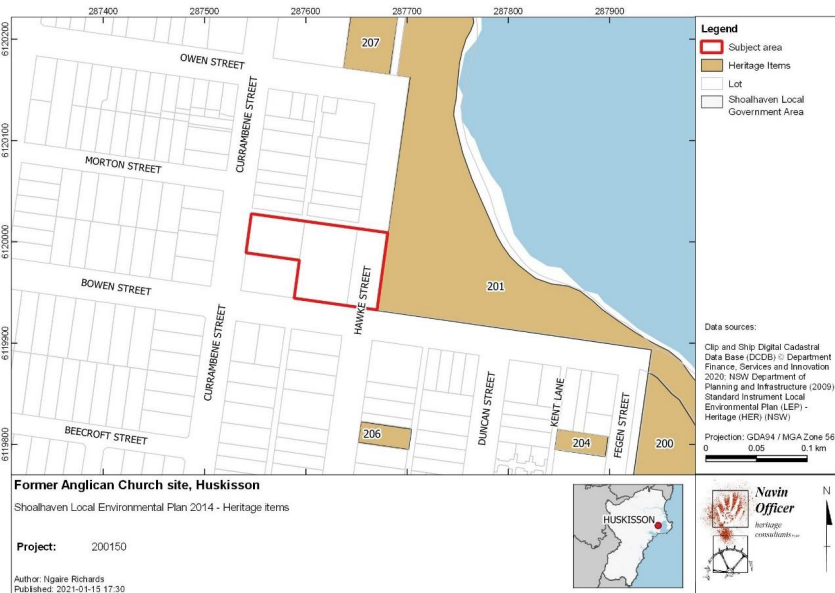 287400 287500 287600 287700 287800 287900
6120200
6120100
6120000
6119900
6119800
OWEN STREET
207
CURRAMBENE STREET
MORTON STREET
BOWEN STREET
HAWKE STREET
201
CURRAMBENE STREET
BEECROFT STREET
206
DUNCAN STREET
KENT LANE
204
FEGEN STREET
200
Legend
Subject area
Heritage Items
Lot
Shoalhaven Local
Government Area
Data sources:
Clip and Ship Digital Cadastral
Data Base (DCDB) © Department
Finance, Services and Innovation
2020; NSW Department of
Planning and Infrastructure (2009)
Standard Instrument Local
Environmental Plan (LEP) -
Heritage (HER) (NSW)
Projection: GDA94 / MGA Zone 56
0 0.05 0.1 km
Former Anglican Church site, Huskisson
Shoalhaven Local Environmental Plan 2014 - Heritage items
Project: 200150
Author: Ngaire Richards
Published: 2021-01-15 17:30
HUSKISSON
Navin
Officer
heritage
consultants
N